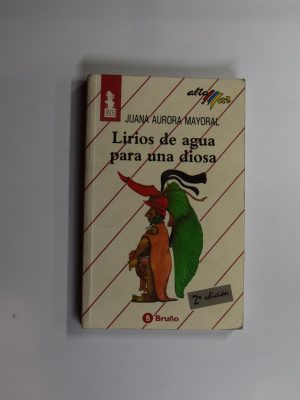 alta mar
JUANA AURORA MAYORAL
Lirios de agua
para una diosa
2ª edición
B Bruño